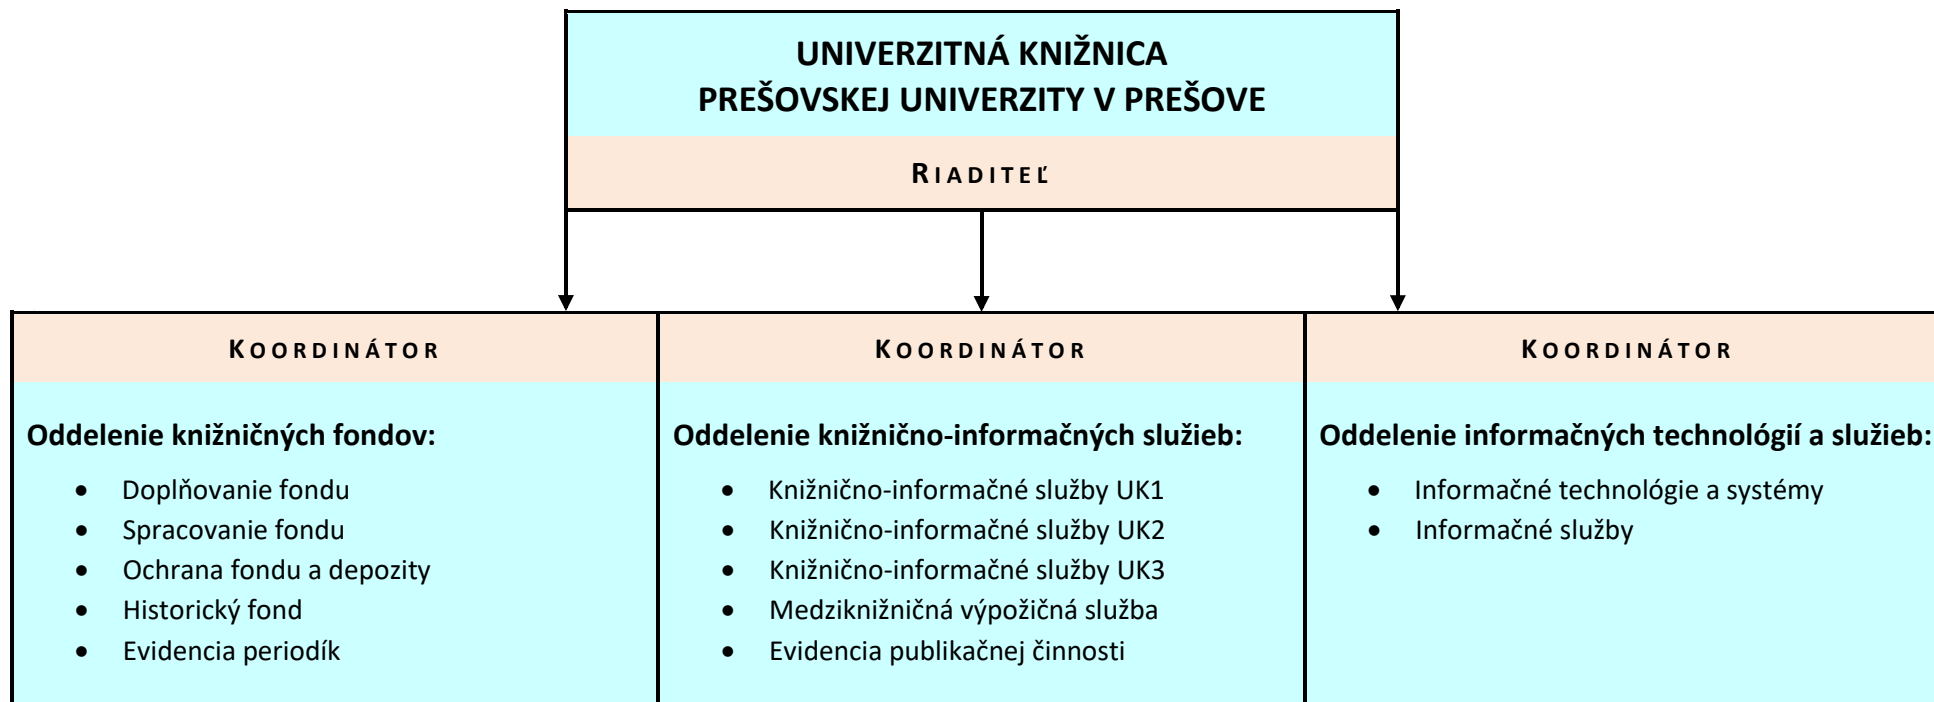 UNIVERZITNÁ KNIŽNICA
PREŠOVSKEJ UNIVERZITY V PREŠOVE
RIADITEĽ
KOORDINÁTOR
Oddelenie knižničných fondov:
• Doplňovanie fondu
• Spracovanie fondu
• Ochrana fondu a depozity
• Historický fond
• Evidencia periodík
KOORDINÁTOR
Oddelenie knižnično-informačných služieb:
• Knižnično-informačné služby UK1
• Knižnično-informačné služby UK2
• Knižnično-informačné služby UK3
• Medziknižničná výpožičná služba
• Evidencia publikačnej činnosti
KOORDINÁTOR
Oddelenie informačných technológií a služieb:
• Informačné technológie a systémy
• Informačné služby